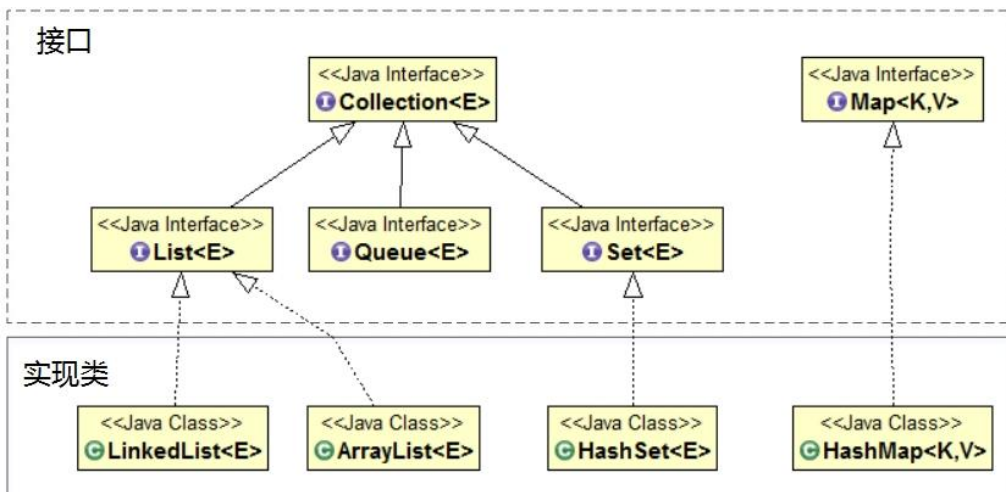 接口
<<Java Interface>>
Collection<E>
<<Java Interface>>
Map<K,V>
<<Java Interface>>
List<E>
<<Java Interface>>
Queue<E>
<<Java Interface>>
Set<E>
实现类
<<Java Class>>
LinkedList<E>
<<Java Class>>
ArrayList<E>
<<Java Class>>
HashSet<E>
<<Java Class>>
HashMap<K,V>